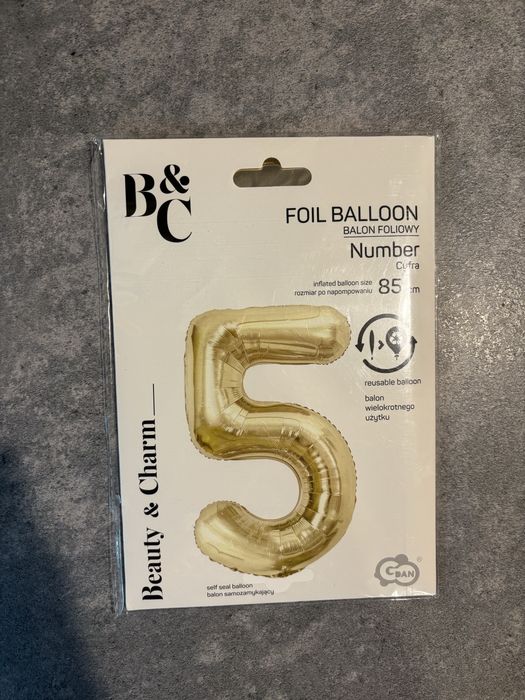 B&C
FOIL BALLOON
BALON FOLIOWY
Number
Cyfra
inflated balloon size
rozmiar po napompowaniu 85 cm
5
reusable balloon
balon
wielokrotnego
użytku
Beauty & Charm
self seal balloon
balon samozamykający
GDAN